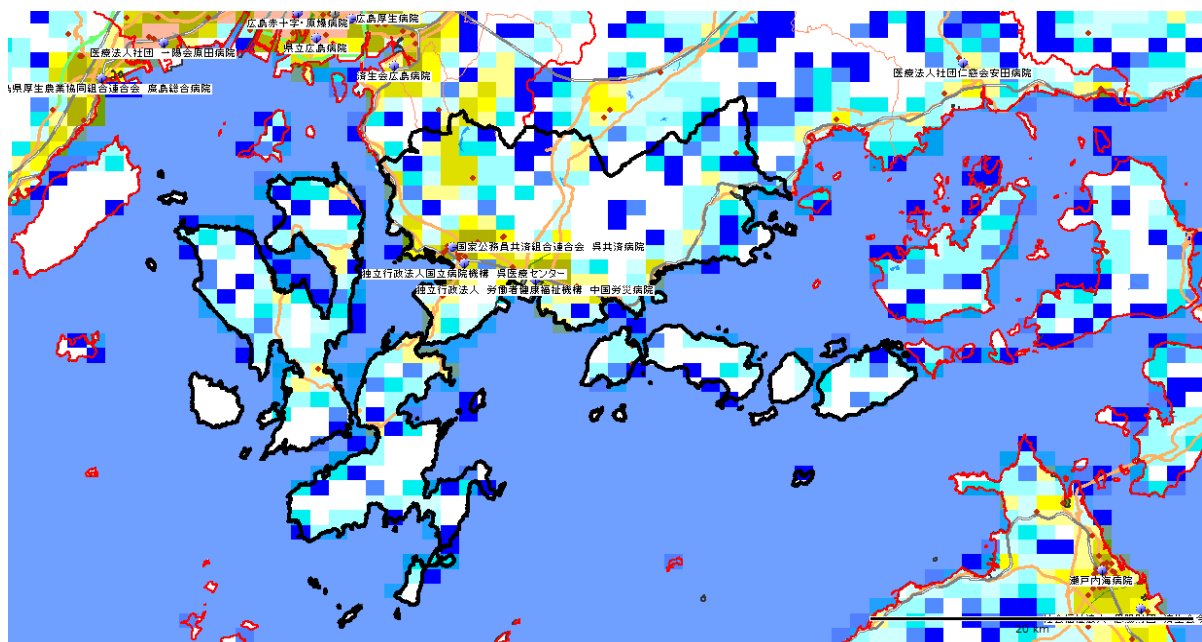 広島赤十字・原爆病院
広島厚生病院
県立広島病院
医療法人社団 一陽会原田病院
済生会広島病院
医療法人社団仁慈会安田病院
島県厚生農業協同組合連合会 廣島総合病院
国家公務員共済組合連合会 呉共済病院
独立行政法人国立病院機構 呉医療センター
独立行政法人 労働者健康福祉機構 中国労災病院
瀬戸内海病院
20 km